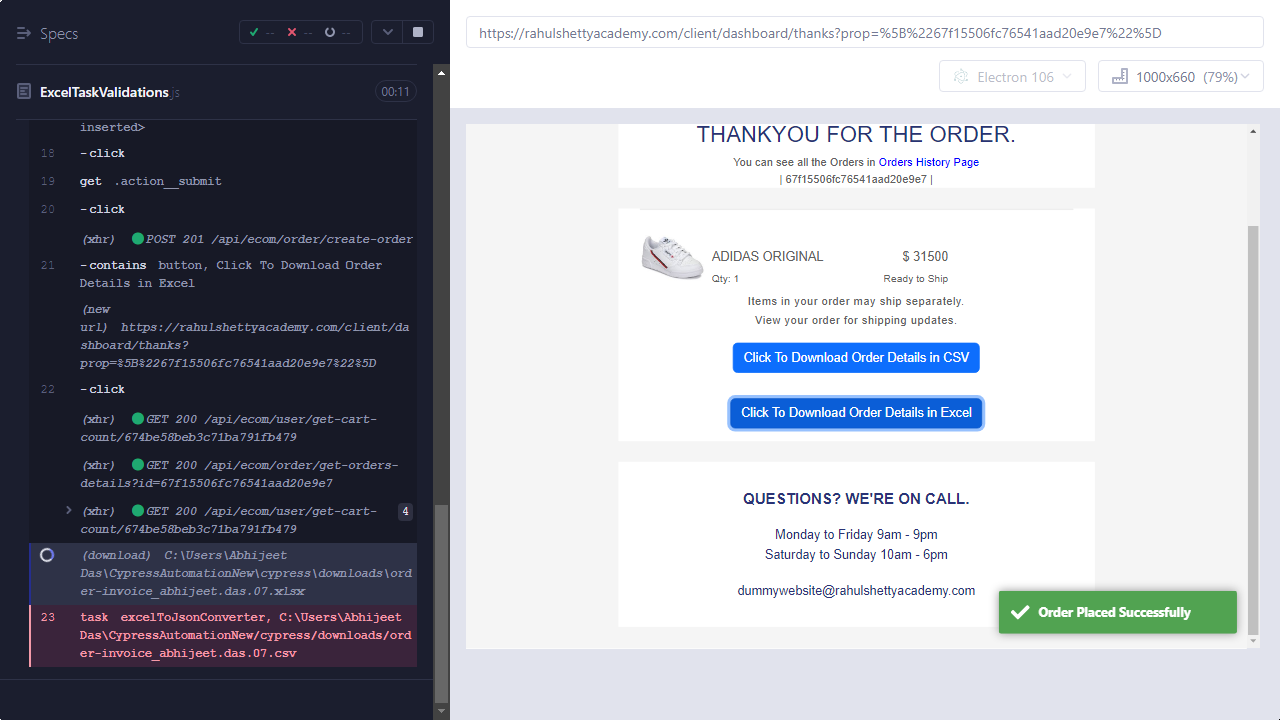 Specs
-- -- --
ExcelTaskValidations.js 00:11
inserted>
18 -click
19 get .action__submit
20 -click
(xhr) POST 201 /api/ecom/order/create-order
21 -contains button, Click To Download Order
Details in Excel
(new
url) https://rahulshettyacademy.com/client/da
shboard/thanks?
prop=%5B%2267f15506fc76541aad20e9e7%22%5D
22 -click
(xhr) GET 200 /api/ecom/user/get-cart-
count/674be58beb3c71ba791fb479
(xhr) GET 200 /api/ecom/order/get-orders-
details?id=67f15506fc76541aad20e9e7
(xhr) GET 200 /api/ecom/user/get-cart- 4
count/674be58beb3c71ba791fb479
(download) C:\Users\Abhijeet
Das\CypressAutomationNew\cypress\downloads\ord
er-invoice_abhijeet.das.07.xlsx
23 task excelToJsonConverter, C:\Users\Abhijeet
Das\CypressAutomationNew/cypress/downloads/ord
er-invoice_abhijeet.das.07.csv
https://rahulshettyacademy.com/client/dashboard/thanks?prop=%5B%2267f15506fc76541aad20e9e7%22%5D
Electron 106 1000x660 (79%)
THANKYOU FOR THE ORDER.
You can see all the Orders in Orders History Page
| 67f15506fc76541aad20e9e7 |
ADIDAS ORIGINAL $ 31500
Qty: 1 Ready to Ship
Items in your order may ship separately.
View your order for shipping updates.
Click To Download Order Details in CSV
Click To Download Order Details in Excel
QUESTIONS? WE'RE ON CALL.
Monday to Friday 9am - 9pm
Saturday to Sunday 10am - 6pm
dummywebsite@rahulshettyacademy.com
Order Placed Successfully